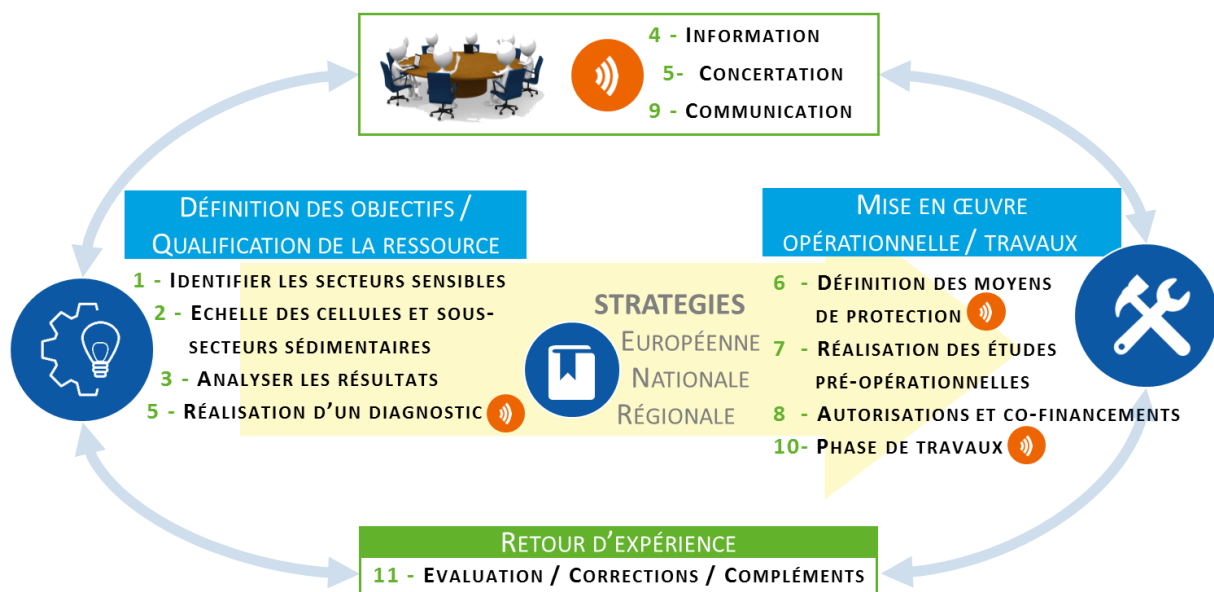 4 - Information
5- Concertation
9 - Communication
Définition des objectifs /
Qualification de la ressource
1 - Identifier les secteurs sensibles
2 - Echelle des cellules et sous-
secteurs sédimentaires
3 - Analyser les résultats
5 - Réalisation d'un diagnostic
STRATEGIES
Européenne
Nationale
Régionale
Mise en œuvre
opérationnelle / travaux
6 - Définition des moyens
de protection
7 - Réalisation des études
pré-opérationnelles
8 - Autorisations et co-financements
10- Phase de travaux
Retour d'expérience
11 - Evaluation / Corrections / Compléments